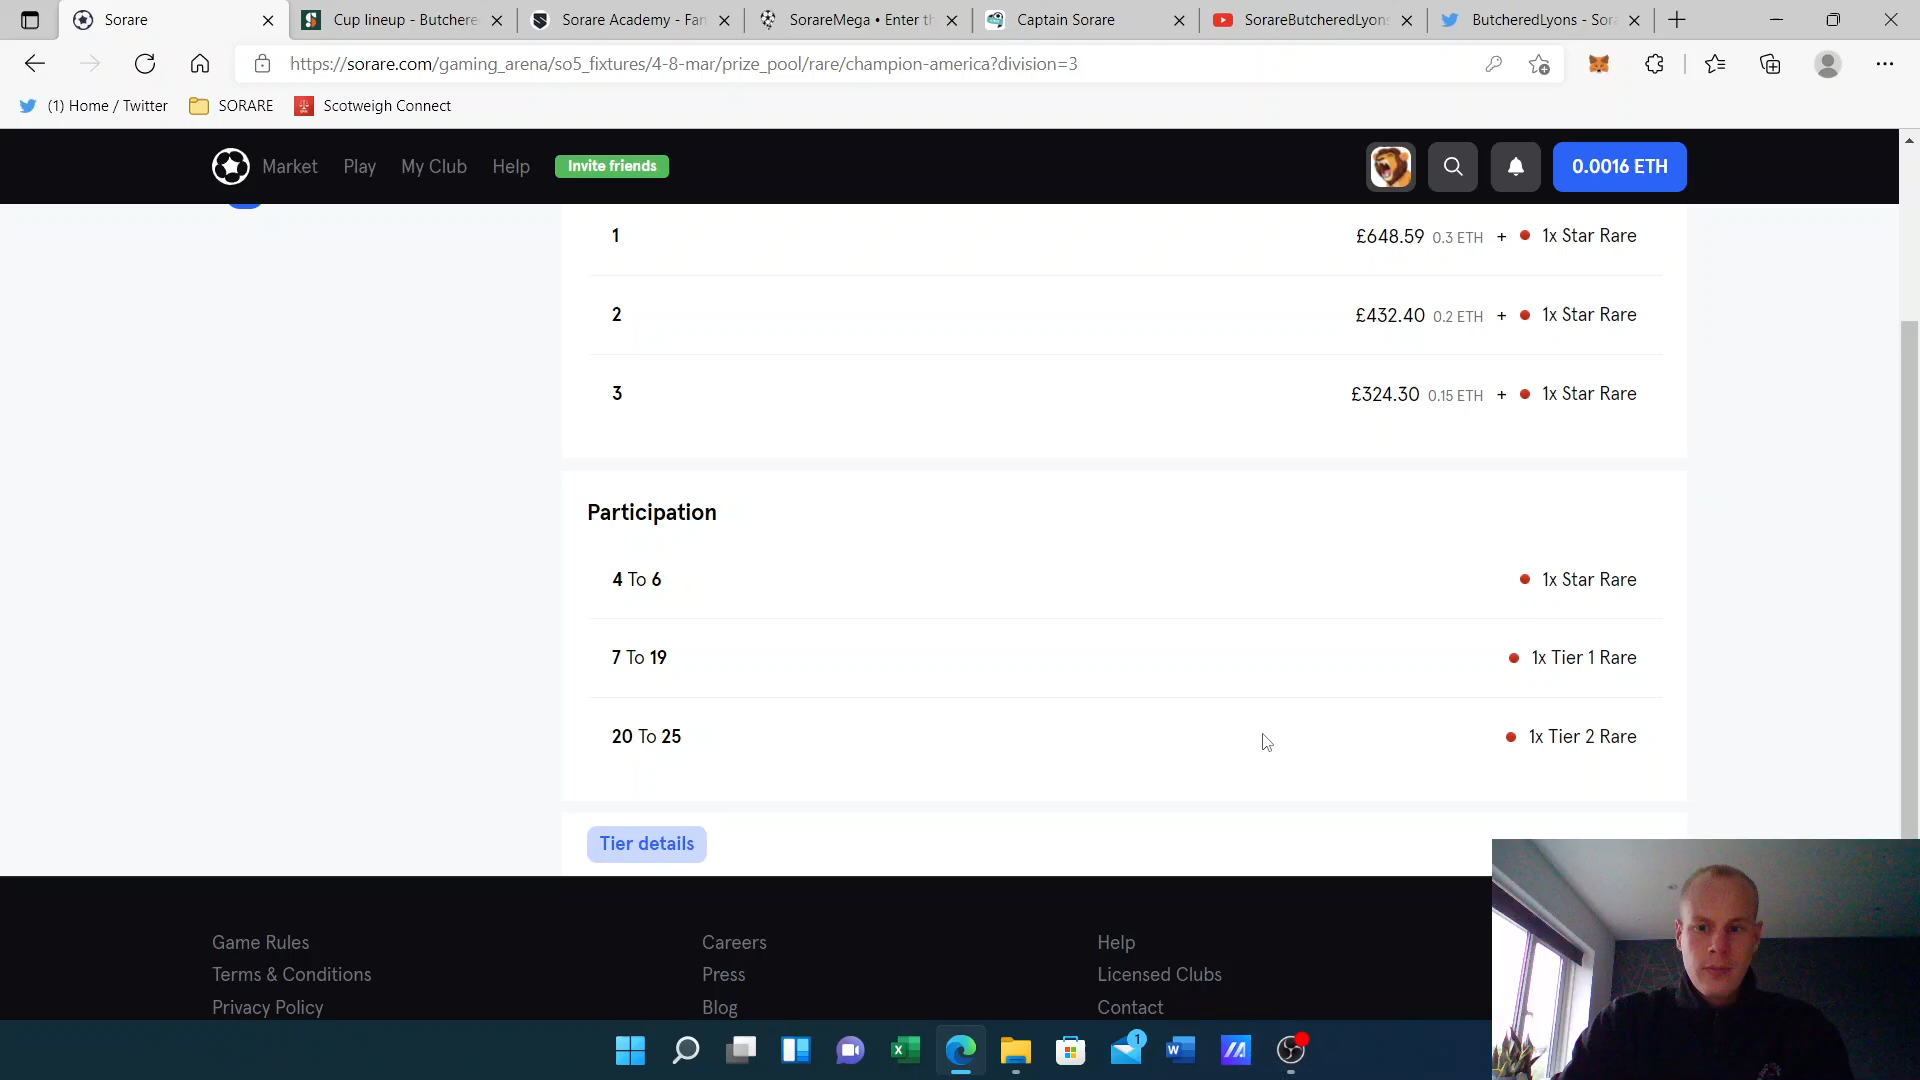 Sorare
Cup lineup - Butchere
Sorare Academy - Fan
SorareMega • Enter th
Captain Sorare
SorareButcheredLyons
ButcheredLyons - Sor
https://sorare.com/gaming_arena/so5_fixtures/4-8-mar/prize_pool/rare/champion-america?division=3
(1) Home / Twitter
SORARE
Scotweigh Connect
Market
Play
My Club
Help
Invite friends
0.0016 ETH
1
£648.59 0.3 ETH + 1x Star Rare
2
£432.40 0.2 ETH + 1x Star Rare
3
£324.30 0.15 ETH + 1x Star Rare
Participation
4 To 6
1x Star Rare
7 To 19
1x Tier 1 Rare
20 To 25
1x Tier 2 Rare
Tier details
Game Rules
Careers
Help
Terms & Conditions
Press
Licensed Clubs
Privacy Policy
Blog
Contact
1